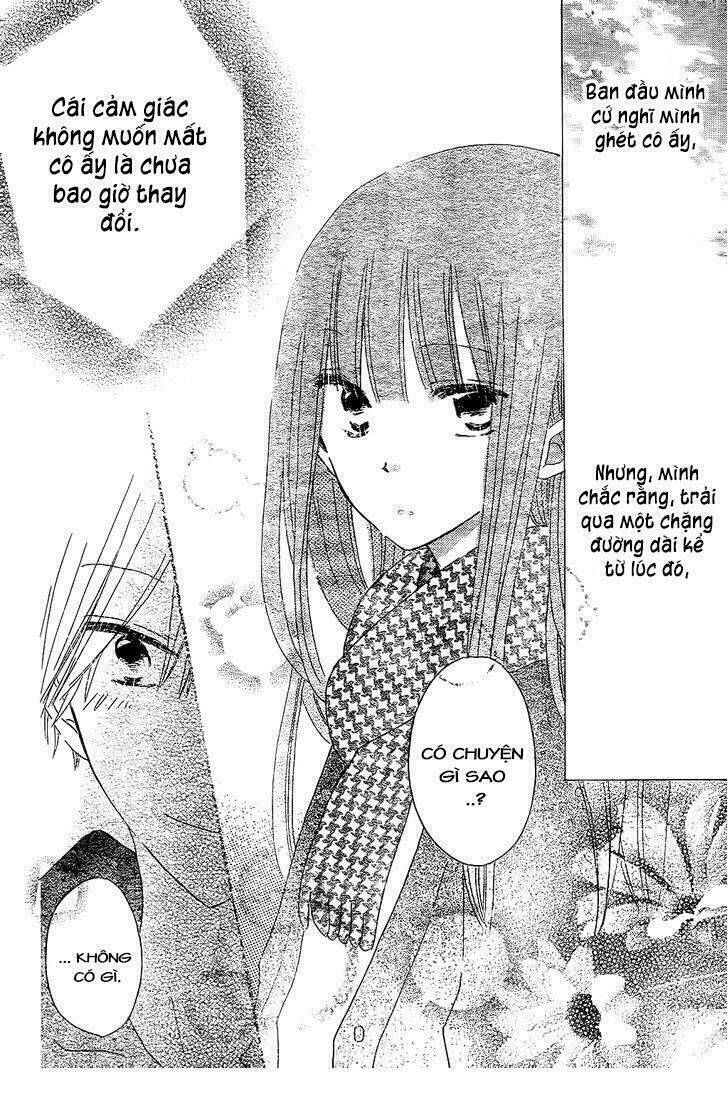 Ban đầu mình
cứ nghĩ mình
ghét cô ấy,
Nhưng, mình
chắc rằng, trải
qua một chặng
đường dài kể
từ lúc đó,
Cái cảm giác
không muốn mất
cô ấy là chưa
bao giờ thay
đổi.
CÓ CHUYỆN
GÌ SAO
..?
... KHÔNG
CÓ GÌ.